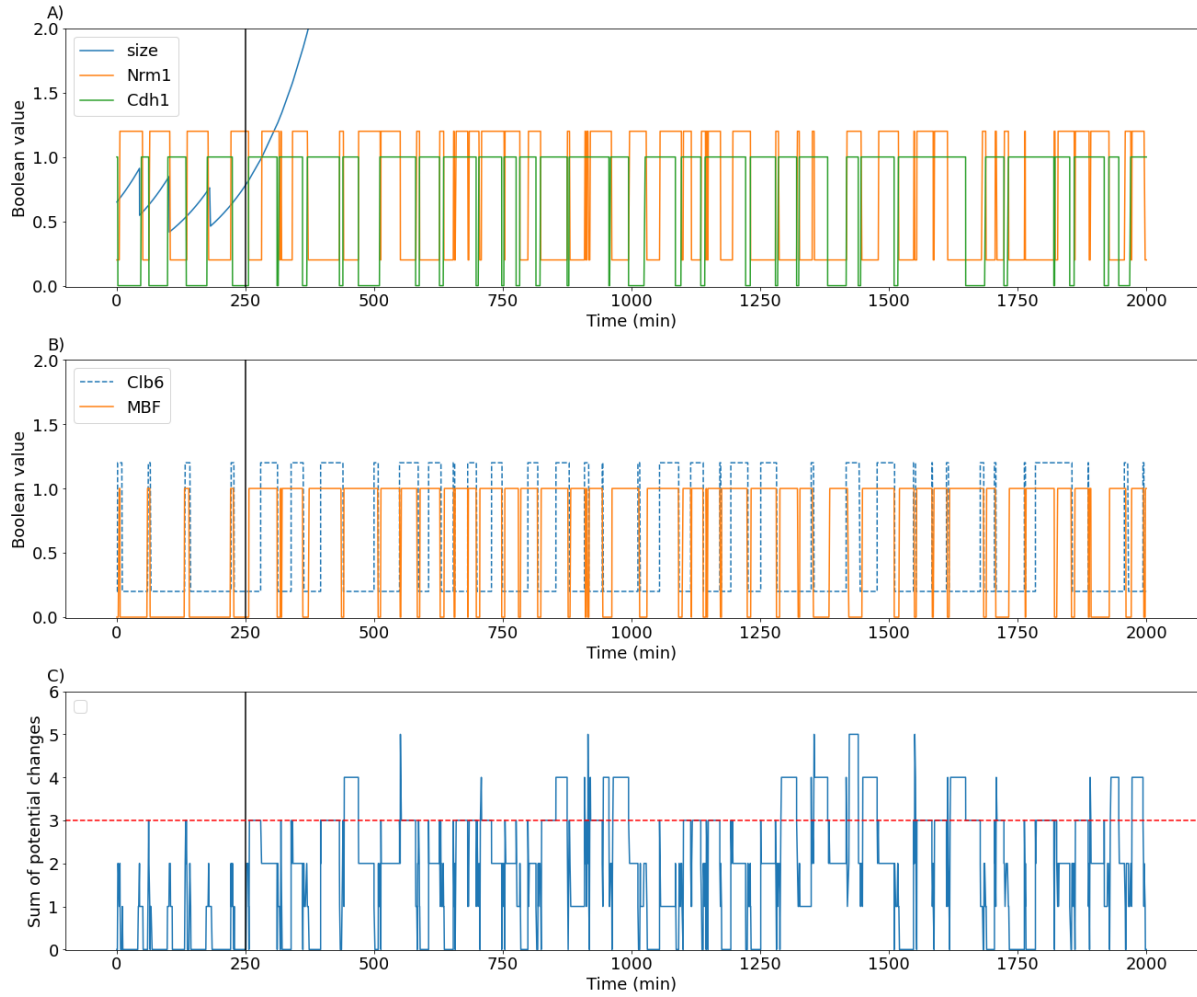 A)
2.0
1.5
1.0
0.5
0.0
Boolean value
size
Nrm1
Cdh1
0 250 500 750 1000 1250 1500 1750 2000
Time (min)
B)
2.0
1.5
1.0
0.5
0.0
Boolean value
Clb6
MBF
0 250 500 750 1000 1250 1500 1750 2000
Time (min)
C)
6
5
4
3
2
1
0
Sum of potential changes
0 250 500 750 1000 1250 1500 1750 2000
Time (min)